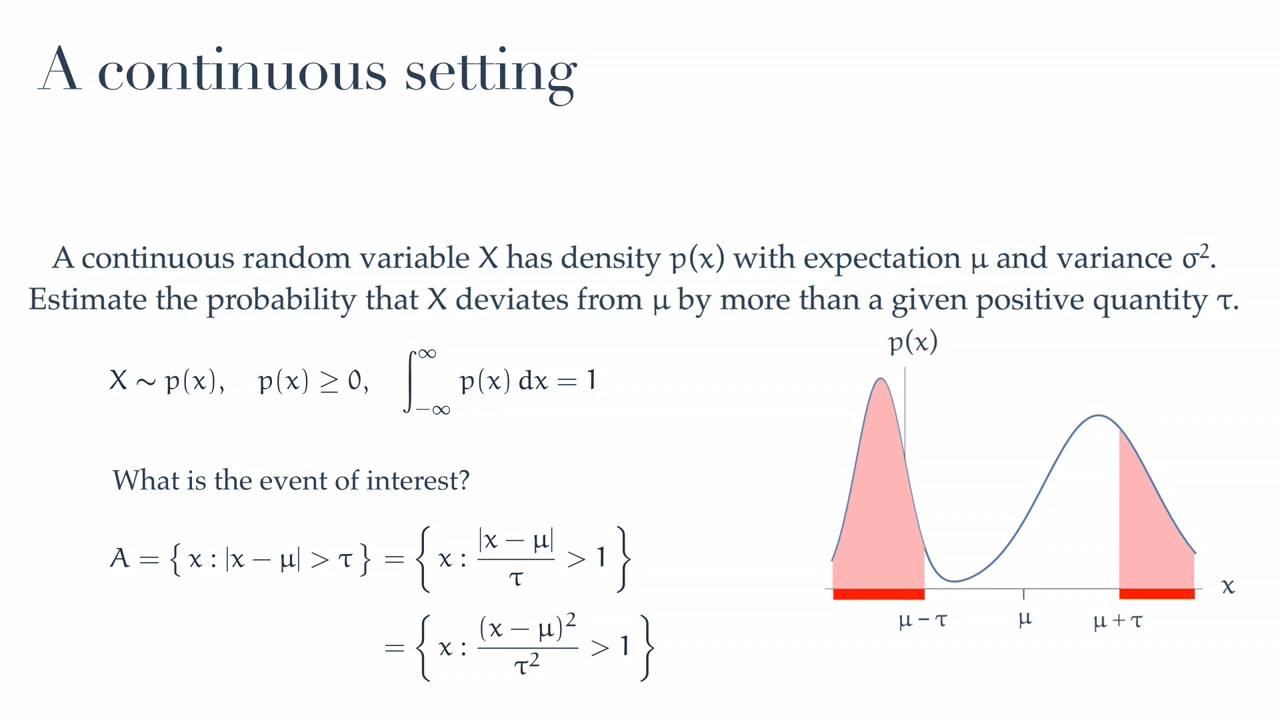 A continuous setting
A continuous random variable X has density p(x) with expectation μ and variance σ².
Estimate the probability that X deviates from μ by more than a given positive quantity τ.
p(x)
X ∼ p(x), p(x) ≥ 0, ∫_{−∞}^{∞} p(x) dx = 1
What is the event of interest?
A = { x : |x − μ| > τ } = { x : |x − μ| / τ > 1 }
= { x : (x − μ)² / τ² > 1 }
x
μ − τ μ μ + τ